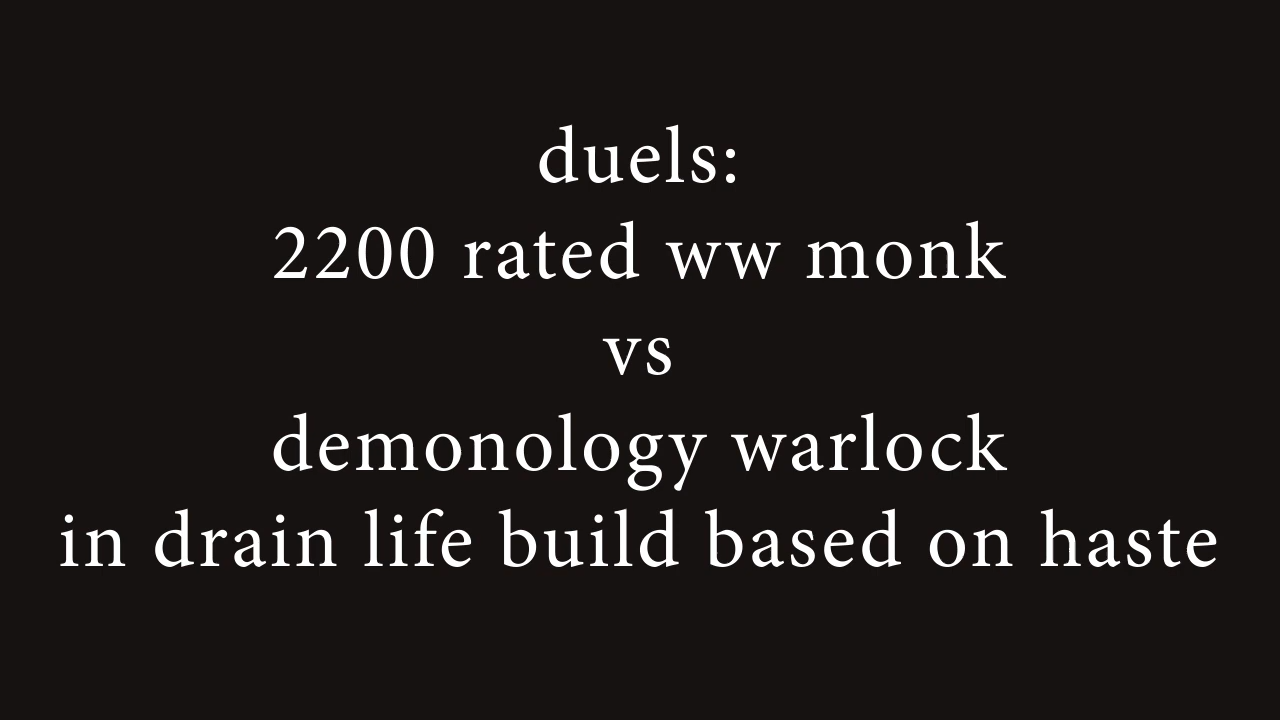 duels:
2200 rated ww monk
vs
demonology warlock
in drain life build based on haste